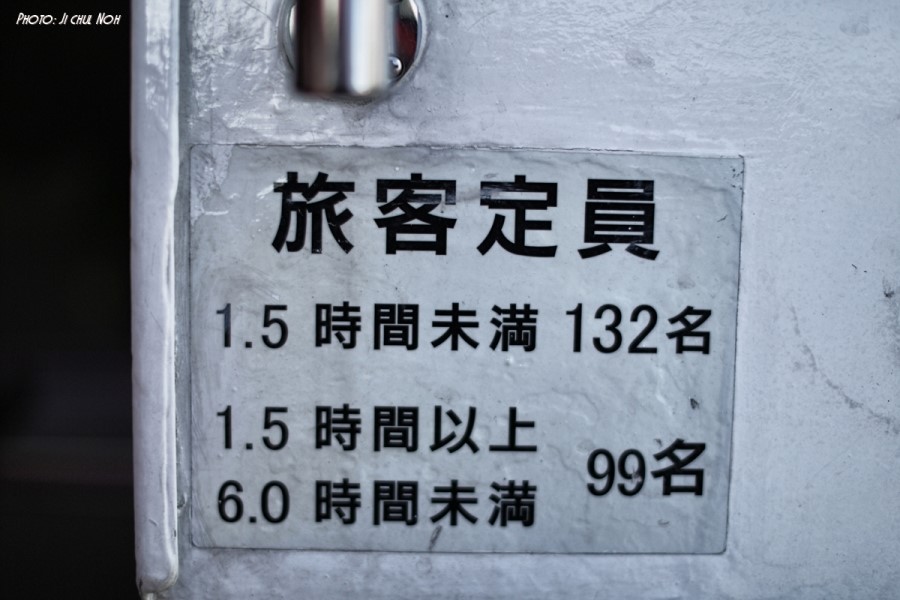 Photo: Ji chul Noh
旅客定員
1.5 時間未満 132名
1.5 時間以上
99名
6.0 時間未満